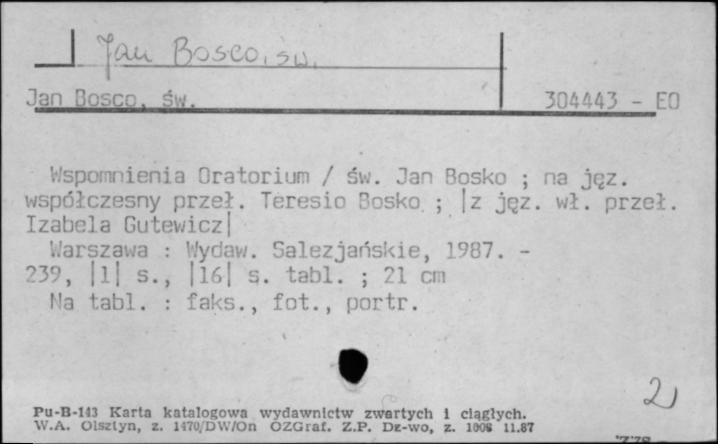 Jan Bosco, św.
Jan Bosco, św. 304443 - EO
Wspomnienia Oratorium / św. Jan Bosko ; na jęz.
współczesny przeł. Teresio Bosko ; |z jęz. wł. przeł.
Izabela Gutewicz|
Warszawa : Wydaw. Salezjańskie, 1987. -
239, |1| s., |16| s. tabl. ; 21 cm
Na tabl. : faks., fot., portr.
2
Pu-B-143 Karta katalogowa wydawnictw zwartych i ciągłych.
W.A. Olsztyn, z. 1470/DW/On OZGraf. Z.P. Dz-wo, z. 1008 11.87